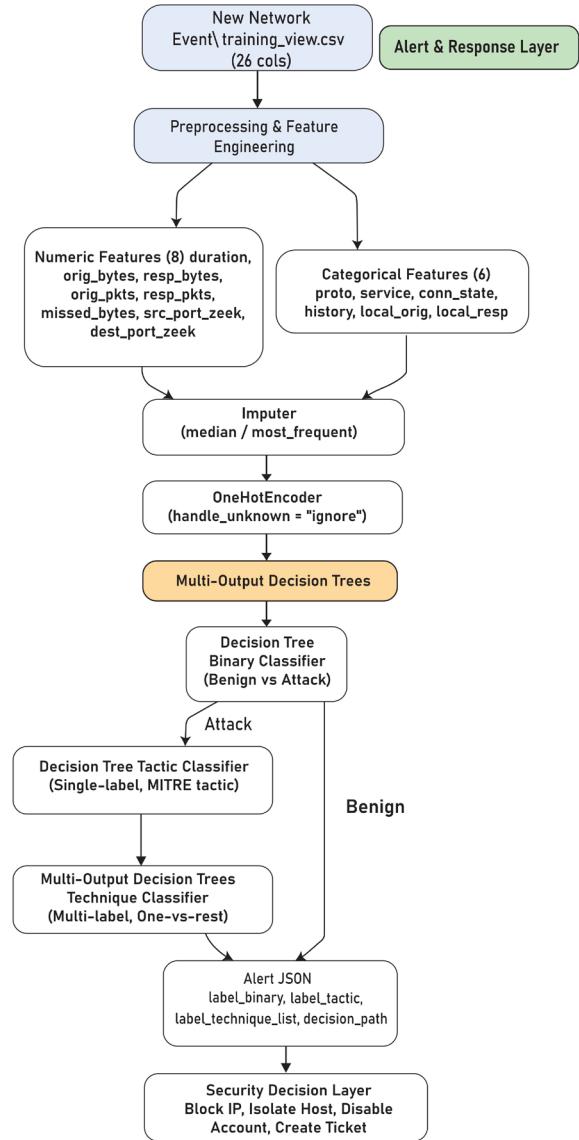 New Network
Event\ training_view.csv
(26 cols)
Alert & Response Layer
Preprocessing & Feature
Engineering
Numeric Features (8) duration,
orig_bytes, resp_bytes,
orig_pkts, resp_pkts,
missed_bytes, src_port_zeek,
dest_port_zeek
Categorical Features (6)
proto, service, conn_state,
history, local_orig, local_resp
Imputer
(median / most_frequent)
OneHotEncoder
(handle_unknown = "ignore")
Multi-Output Decision Trees
Decision Tree
Binary Classifier
(Benign vs Attack)
Attack
Decision Tree Tactic Classifier
(Single-label, MITRE tactic)
Benign
Multi-Output Decision Trees
Technique Classifier
(Multi-label, One-vs-rest)
Alert JSON
label_binary, label_tactic,
label_technique_list, decision_path
Security Decision Layer
Block IP, Isolate Host, Disable
Account, Create Ticket